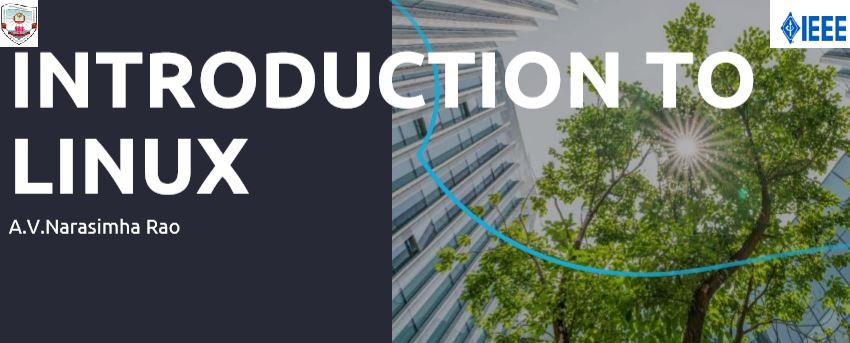 IEEE
INTRODUCTION TO
LINUX
A.V.Narasimha Rao